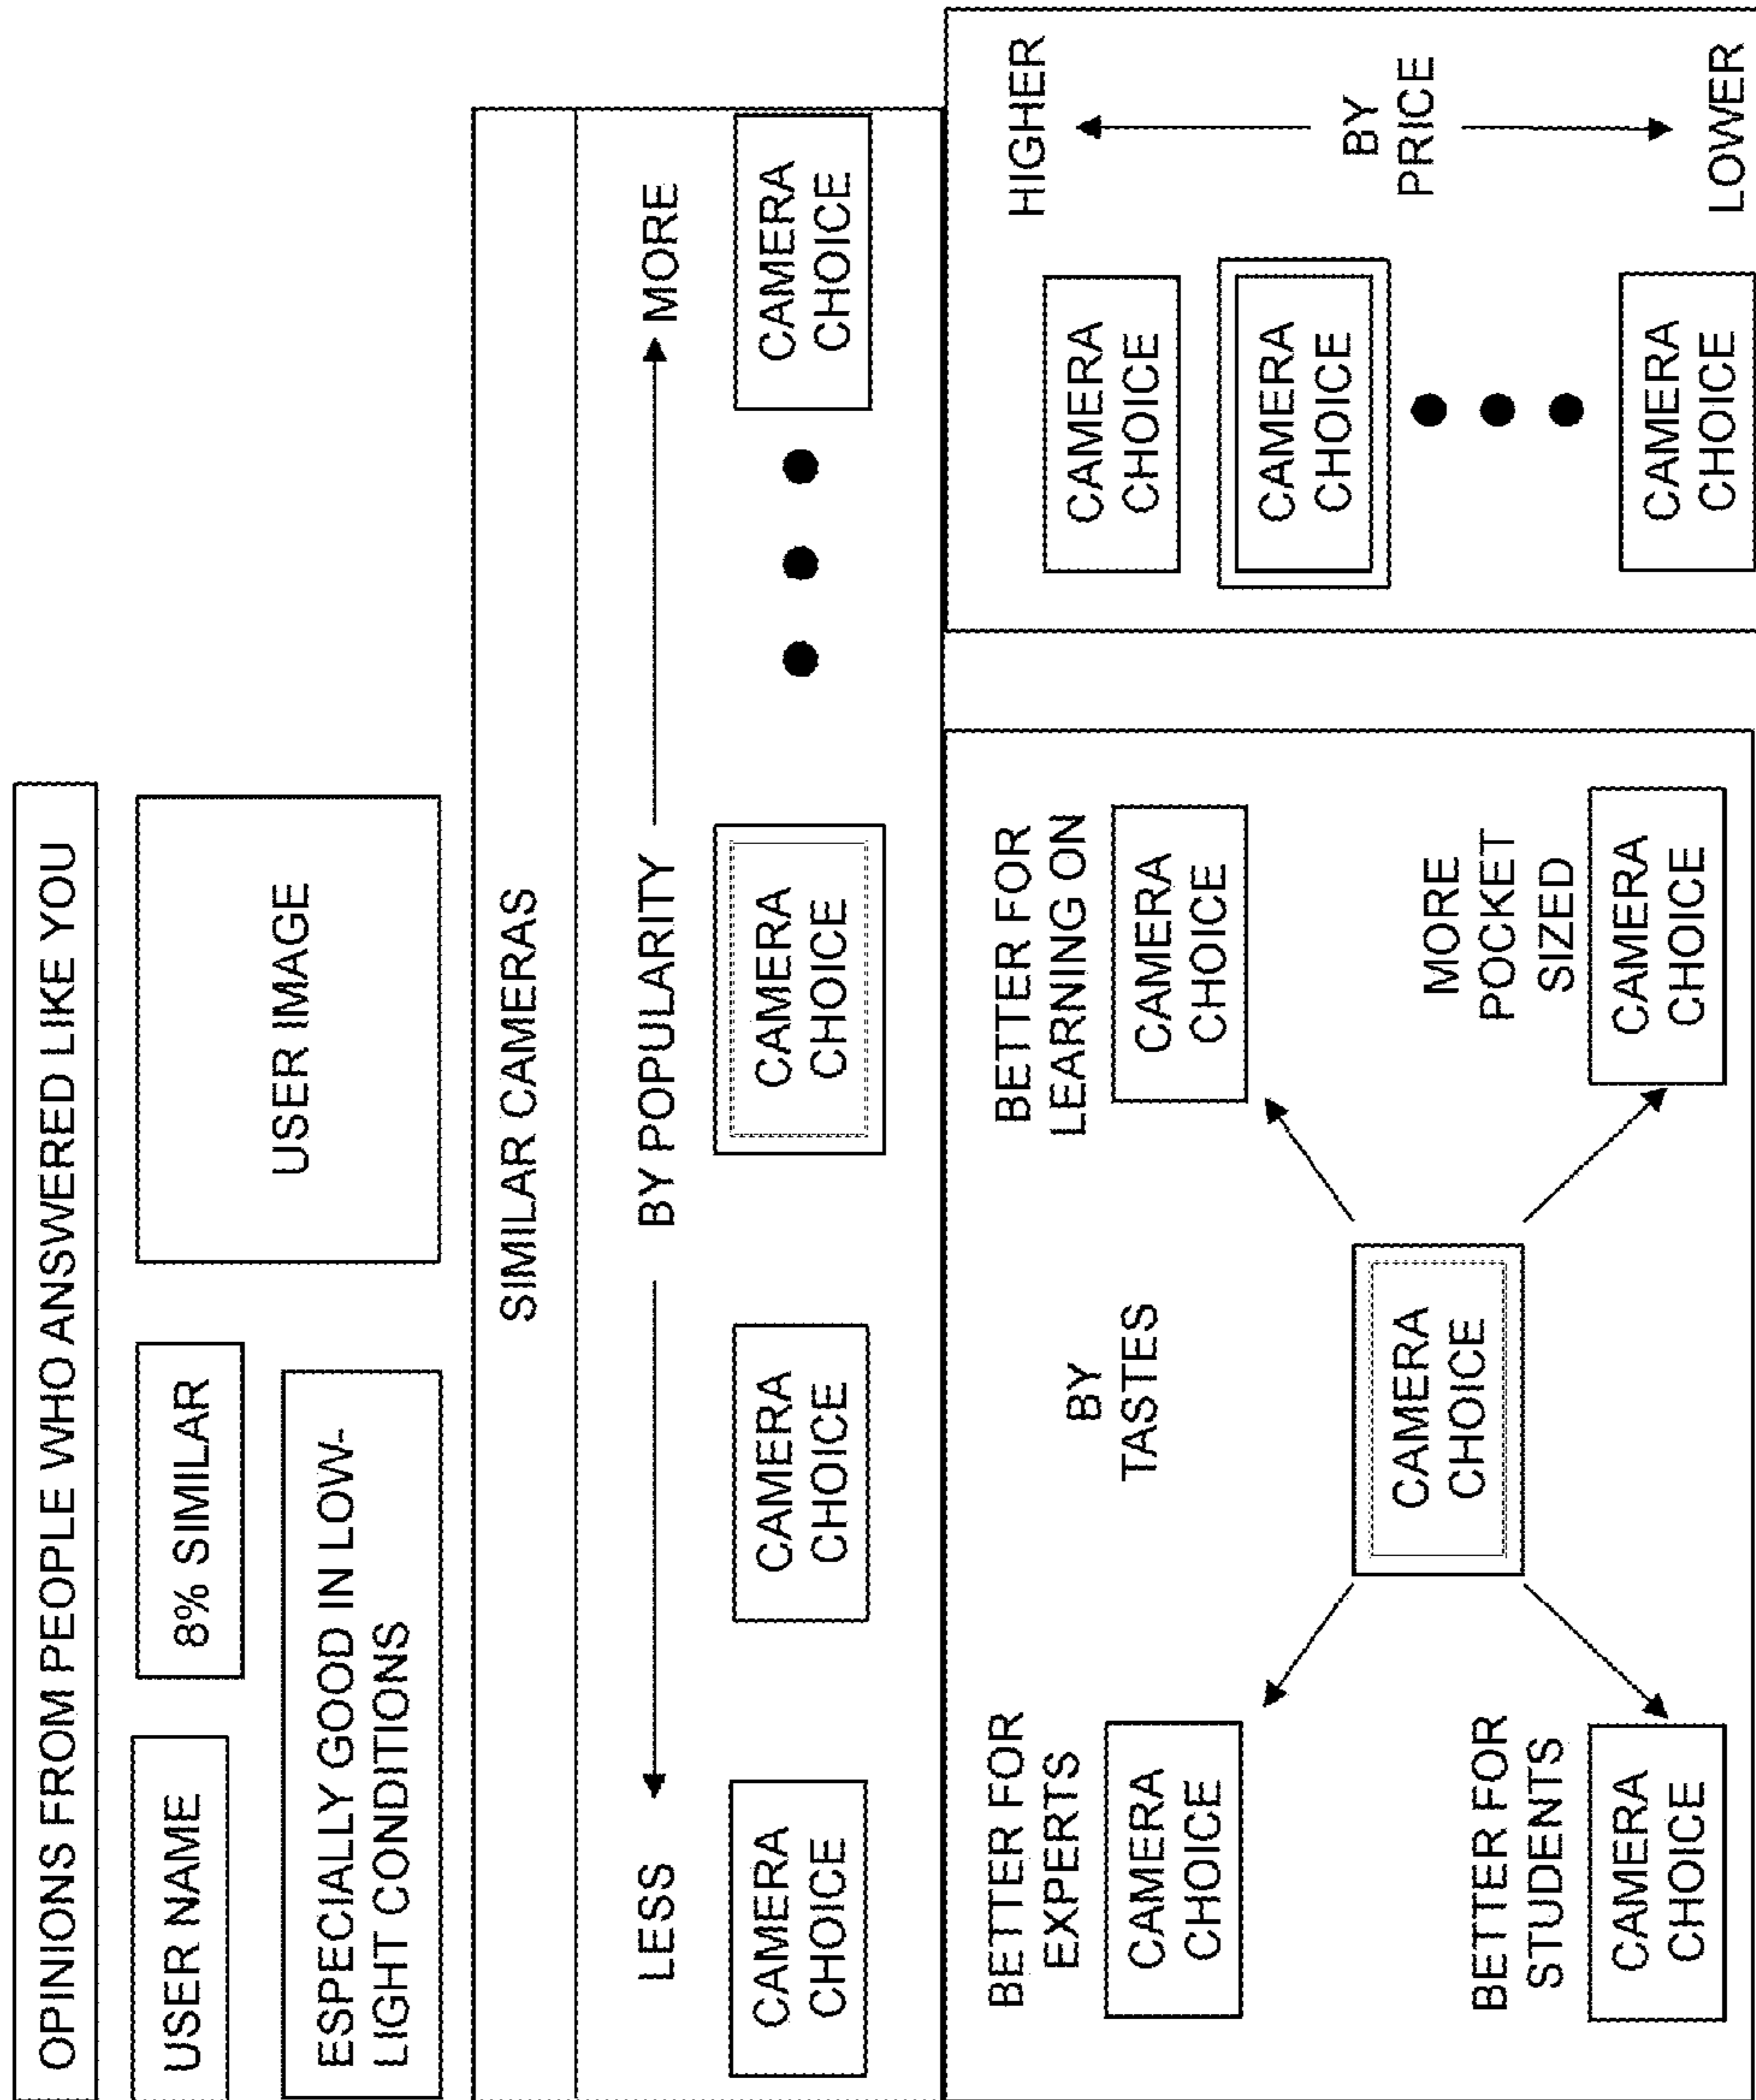 OPINIONS FROM PEOPLE WHO ANSWERED LIKE YOU
USER NAME
8% SIMILAR
USER IMAGE
ESPECIALLY GOOD IN LOW-
LIGHT CONDITIONS
SIMILAR CAMERAS
LESS
BY POPULARITY
MORE
CAMERA
CHOICE
CAMERA
CHOICE
CAMERA
CHOICE
CAMERA
CHOICE
BETTER FOR
EXPERTS
CAMERA
CHOICE
BY
TASTES
BETTER FOR
LEARNING ON
CAMERA
CHOICE
CAMERA
CHOICE
BETTER FOR
STUDENTS
CAMERA
CHOICE
MORE
POCKET
SIZED
CAMERA
CHOICE
CAMERA
CHOICE
CAMERA
CHOICE
CAMERA
CHOICE
HIGHER
BY
PRICE
LOWER